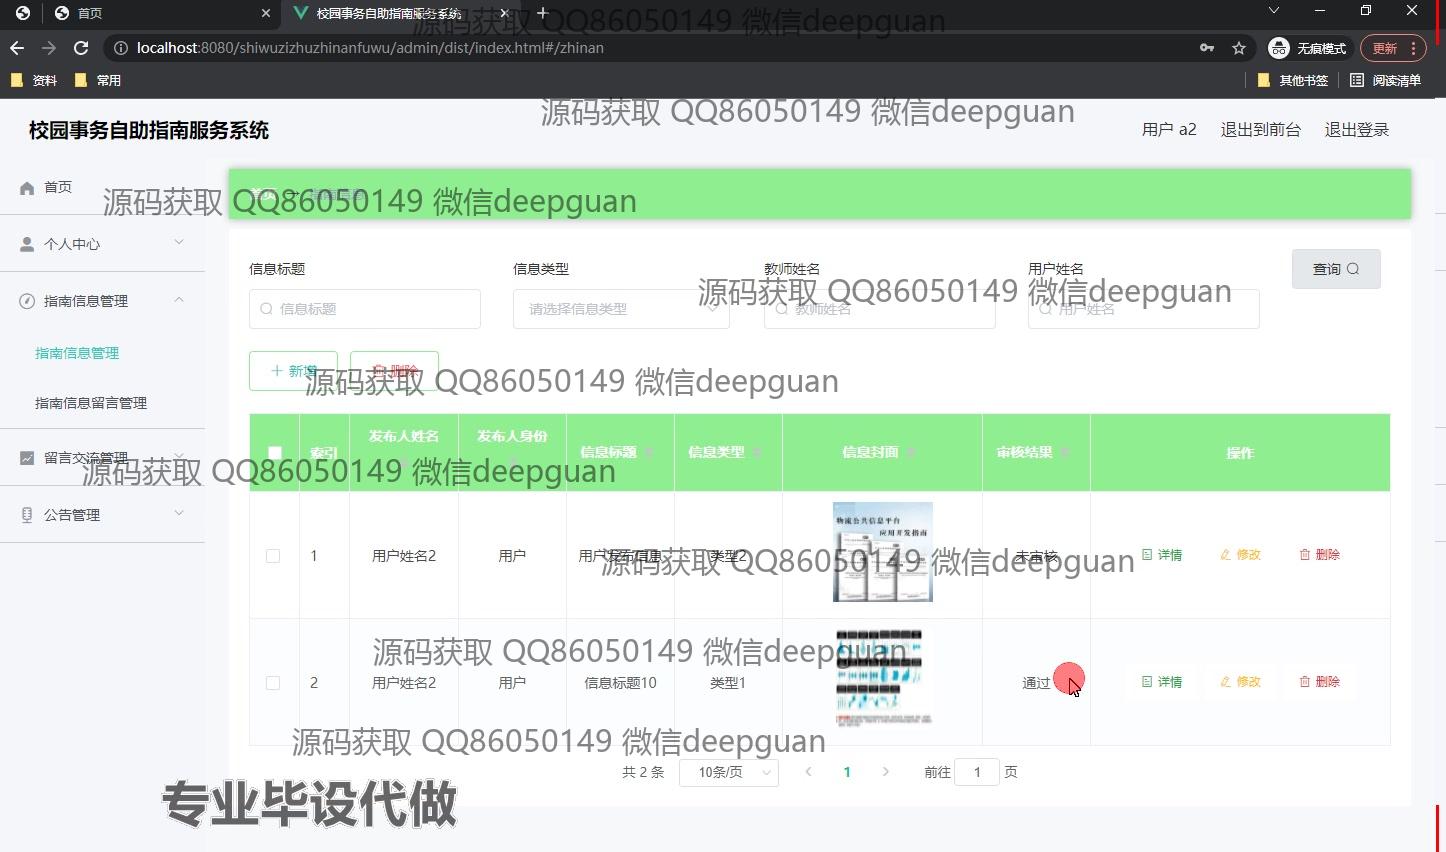 首页
校园事务自助指南服务系统
源码获取 QQ86050149 微信deepguan
localhost:8080/shiwuzizhuzhinanfuwu/admin/dist/index.html#/zhinan
无痕模式
更新
资料
常用
其他书签
阅读清单
源码获取 QQ86050149 微信deepguan
校园事务自助指南服务系统
用户 a2
退出到前台
退出登录
首页
源码获取 QQ86050149 微信deepguan
个人中心
指南信息管理
指南信息管理
指南信息留言管理
留言交流管理
公告管理
信息标题
信息类型
教师姓名
用户姓名
查询
源码获取 QQ86050149 微信deepguan
信息标题
请选择信息类型
教师姓名
用户姓名
新增
删除
源码获取 QQ86050149 微信deepguan
索引
发布人姓名
发布人身份
信息标题
信息类型
信息封面
审核结果
操作
源码获取 QQ86050149 微信deepguan
物流公共信息平台
应用开发指南
1
用户姓名2
用户
用户发布信息
类型2
未审核
详情
修改
删除
源码获取 QQ86050149 微信deepguan
源码获取 QQ86050149 微信deepguan
2
用户姓名2
用户
信息标题10
类型1
通过
详情
修改
删除
源码获取 QQ86050149 微信deepguan
共 2 条
10条/页
1
前往
1
页
专业毕设代做